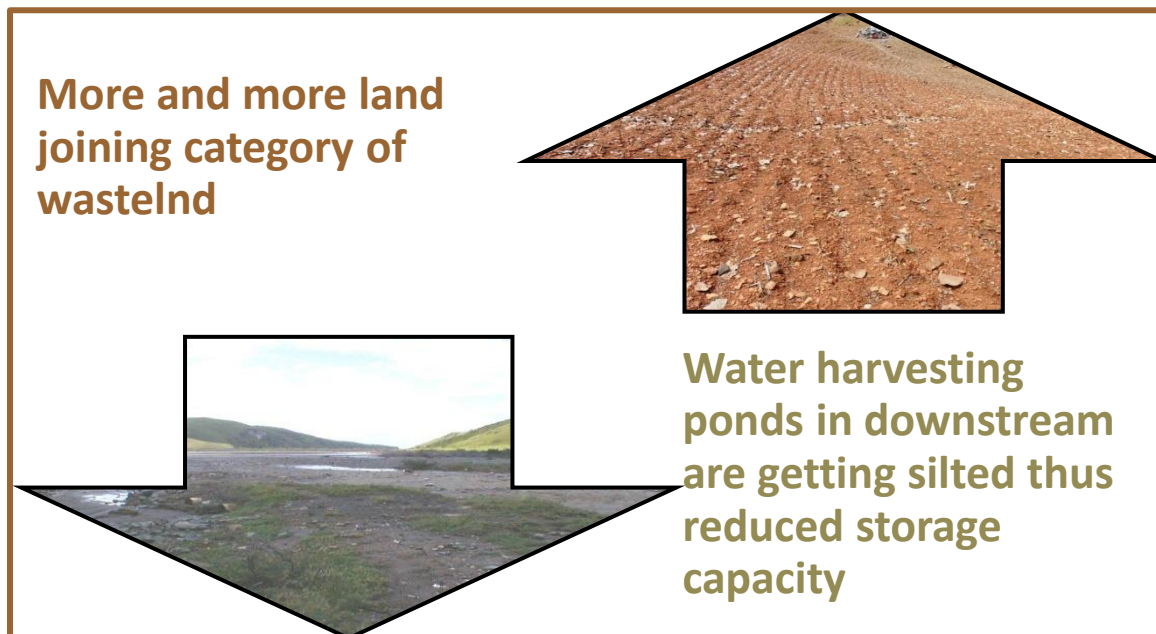 More and more land
joining category of
wastelnd
Water harvesting
ponds in downstream
are getting silted thus
reduced storage
capacity